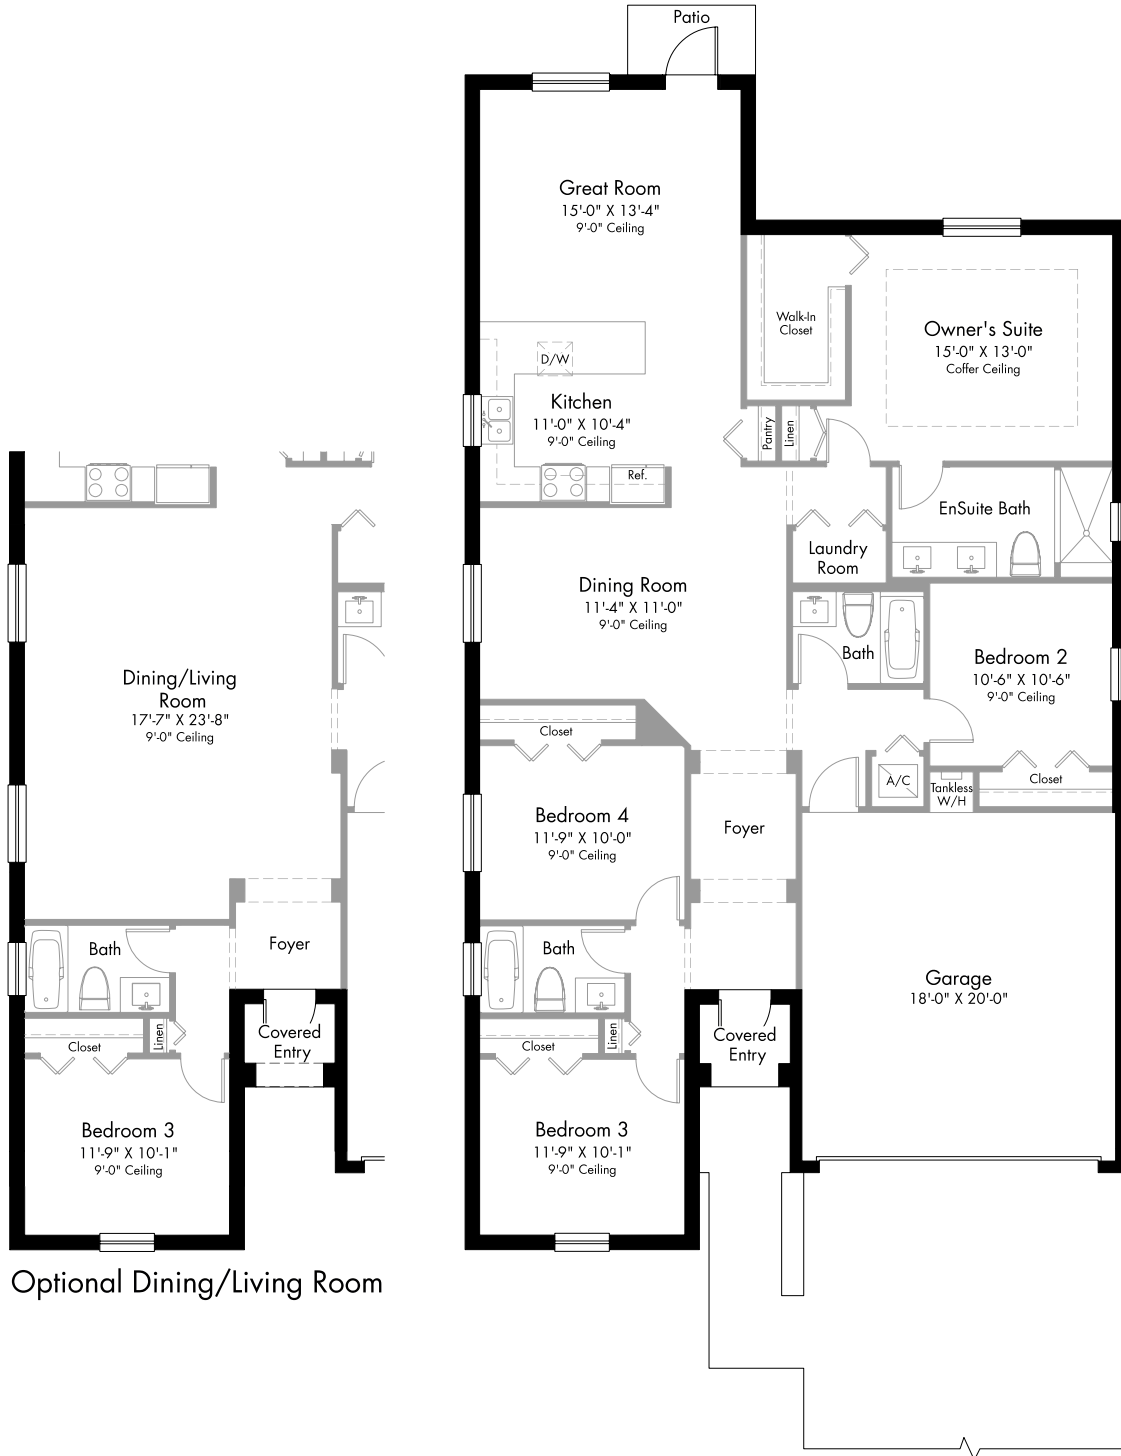 Patio
Great Room
15'-0" X 13'-4"
9'-0" Ceiling
Walk-In
Closet
Owner's Suite
15'-0" X 13'-0"
Coffer Ceiling
D/W
Kitchen
11'-0" X 10'-4"
9'-0" Ceiling
Pantry
Linen
Ref.
EnSuite Bath
Laundry
Room
Dining Room
11'-4" X 11'-0"
9'-0" Ceiling
Bath
Bedroom 2
10'-6" X 10'-6"
9'-0" Ceiling
Closet
A/C
Tankless
W/H
Closet
Bedroom 4
11'-9" X 10'-0"
9'-0" Ceiling
Foyer
Bath
Garage
18'-0" X 20'-0"
Linen
Closet
Covered
Entry
Bedroom 3
11'-9" X 10'-1"
9'-0" Ceiling
Dining/Living
Room
17'-7" X 23'-8"
9'-0" Ceiling
Bath
Foyer
Linen
Closet
Covered
Entry
Bedroom 3
11'-9" X 10'-1"
9'-0" Ceiling
Optional Dining/Living Room